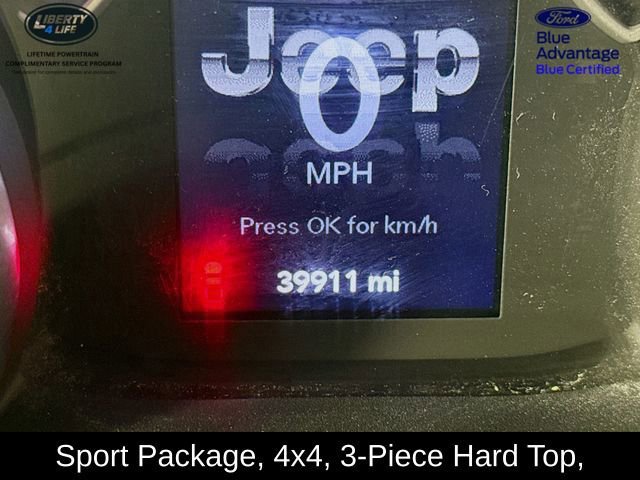 LIBERTY
4 LIFE
LIFETIME POWERTRAIN
COMPLIMENTARY SERVICE PROGRAM
Jeep
0
MPH
Press OK for km/h
39911 mi
Ford
Blue
Advantage
Blue Certified
Sport Package, 4x4, 3-Piece Hard Top,